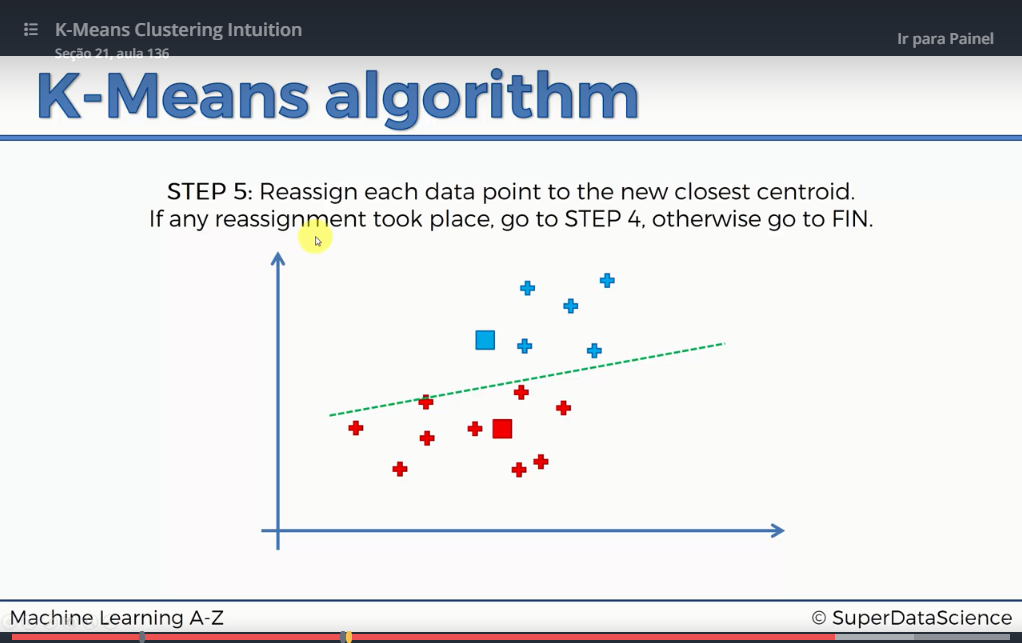 K-Means Clustering Intuition
Seção 21, aula 136
Ir para Painel
K-Means algorithm
STEP 5: Reassign each data point to the new closest centroid.
If any reassignment took place, go to STEP 4, otherwise go to FIN.
Machine Learning A-Z
© SuperDataScience